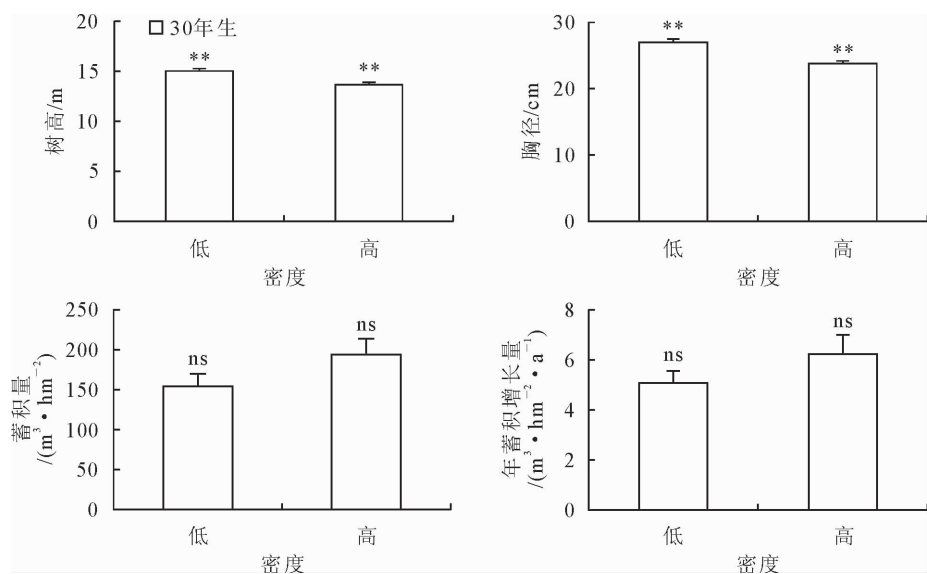 20
15
10
5
0
树高/m
30年生
**
**
低
高
密度
40
30
20
10
0
胸径/cm
**
**
低
高
密度
250
200
150
100
50
0
蓄积量
/(m³•hm⁻²)
ns
ns
低
高
密度
8
6
4
2
0
年蓄积增长量
/(m³•hm⁻²•a⁻¹)
ns
ns
低
高
密度